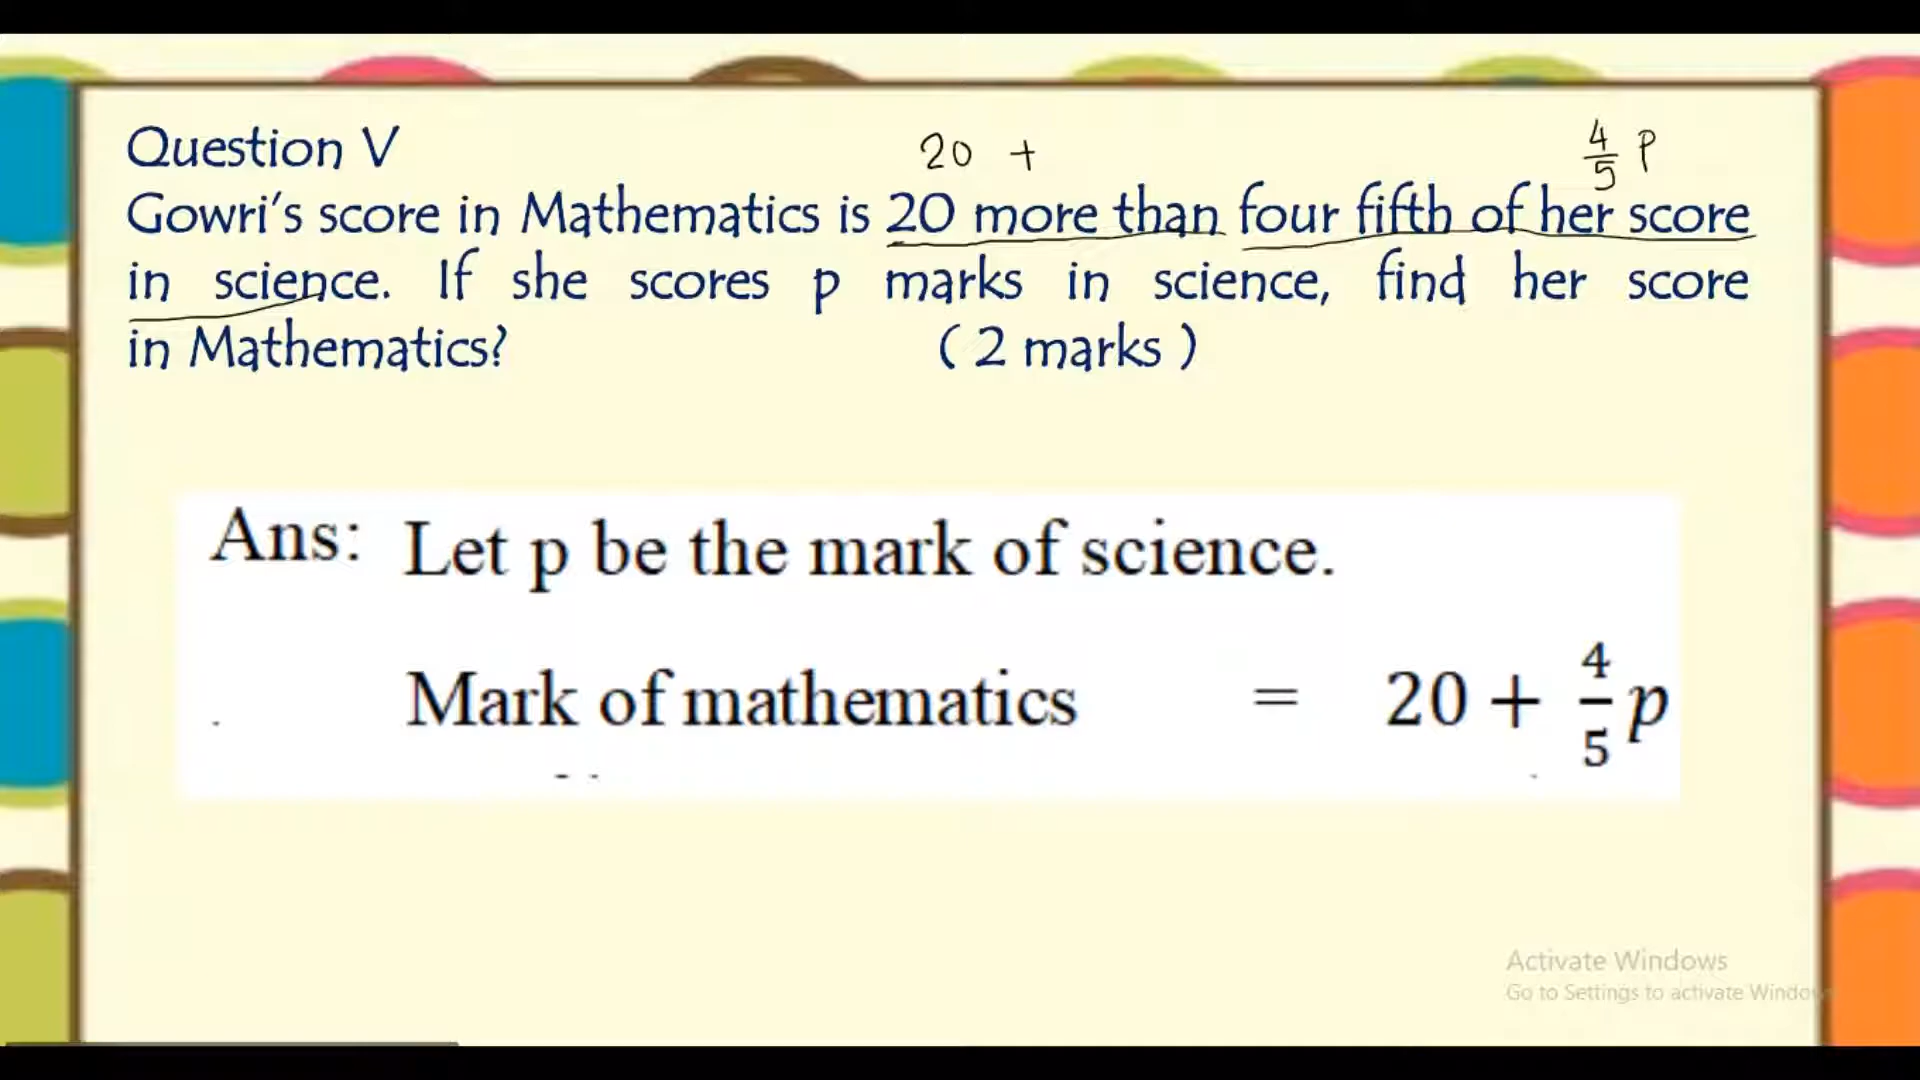 Question V
20 + 4/5 p
Gowri's score in Mathematics is 20 more than four fifth of her score
in science. If she scores p marks in science, find her score
in Mathematics? ( 2 marks )
Ans: Let p be the mark of science.
Mark of mathematics = 20 + 4/5 p
Activate Windows
Go to Settings to activate Windo